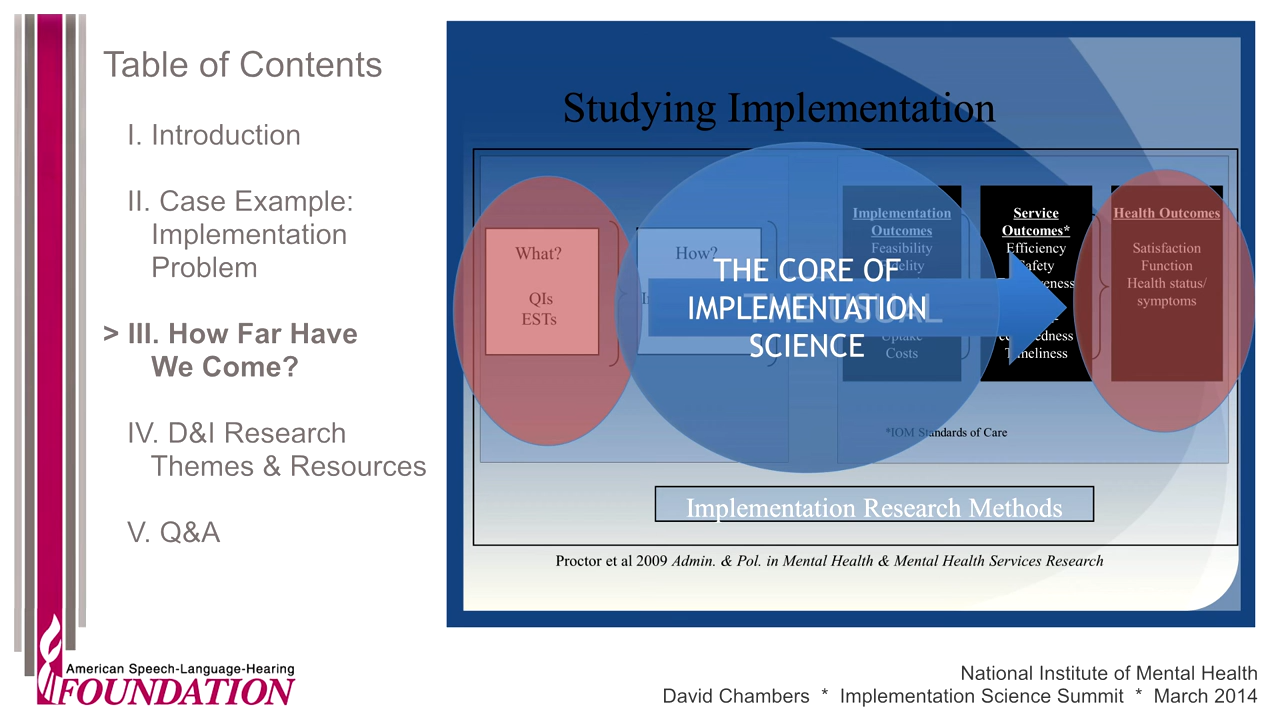 Table of Contents
I. Introduction
II. Case Example:
Implementation
Problem
> III. How Far Have
We Come?
IV. D&I Research
Themes & Resources
V. Q&A
American Speech-Language-Hearing
FOUNDATION
Studying Implementation
What?
QIs
ESTs
How?
Implementation
Outcomes
Feasibility
Uptake
Costs
Service
Outcomes*
Efficiency
Safety
Timeliness
Health Outcomes
Satisfaction
Function
Health status/
symptoms
THE CORE OF
IMPLEMENTATION
SCIENCE
THE USUAL
*IOM Standards of Care
Implementation Research Methods
Proctor et al 2009 Admin. & Pol. in Mental Health & Mental Health Services Research
National Institute of Mental Health
David Chambers * Implementation Science Summit * March 2014